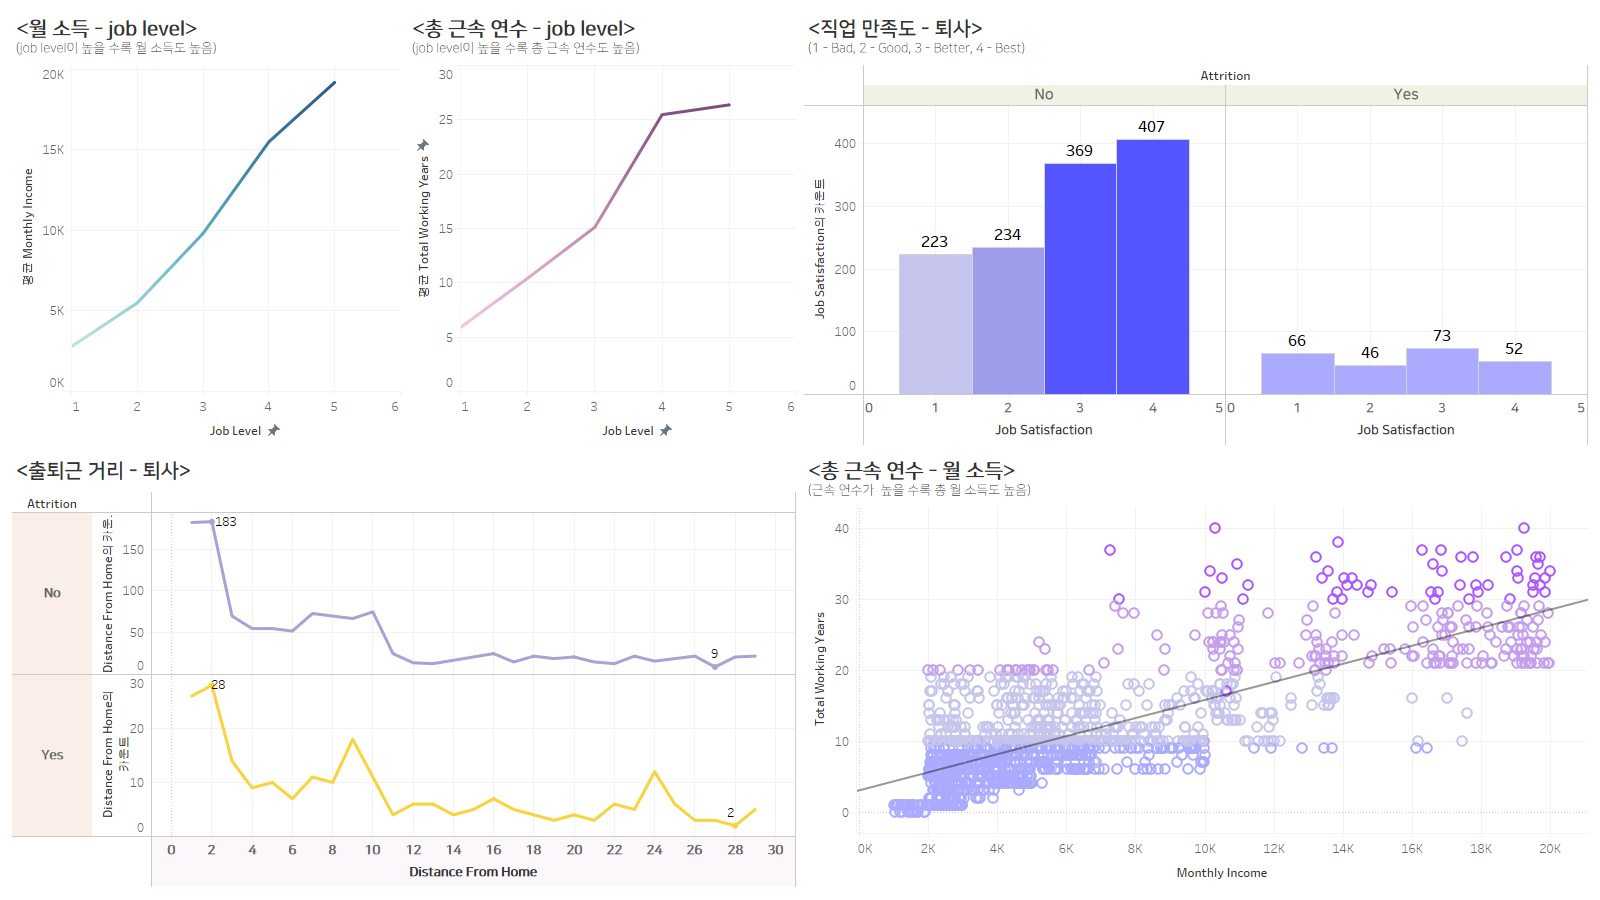 <월 소득 - job level>
(job level이 높을 수록 월 소득도 높음)
20K
15K
10K
5K
0K
평균 Monthly Income
1 2 3 4 5 6
Job Level
<총 근속 연수 - job level>
(job level이 높을 수록 총 근속 연수도 높음)
30
25
20
15
10
5
0
평균 Total Working Years
1 2 3 4 5 6
Job Level
<직업 만족도 - 퇴사>
(1 - Bad, 2 - Good, 3 - Better, 4 - Best)
Attrition
No Yes
400
300
200
100
0
Job Satisfaction의 카운트
223 234 369 407
66 46 73 52
0 1 2 3 4 5
0 1 2 3 4 5
Job Satisfaction Job Satisfaction
<출퇴근 거리 - 퇴사>
Attrition
No
Distance From Home의 카운..
150
100
50
0
183
9
Yes
Distance From Home의
카운트
30
20
10
0
28
2
0 2 4 6 8 10 12 14 16 18 20 22 24 26 28 30
Distance From Home
<총 근속 연수 - 월 소득>
(근속 연수가 높을 수록 총 월 소득도 높음)
40
30
20
10
0
Total Working Years
0K 2K 4K 6K 8K 10K 12K 14K 16K 18K 20K
Monthly Income